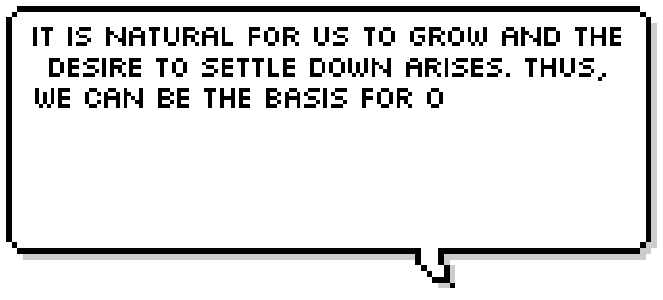 IT IS NATURAL FOR US TO GROW AND THE
DESIRE TO SETTLE DOWN ARISES. THUS,
WE CAN BE THE BASIS FOR O